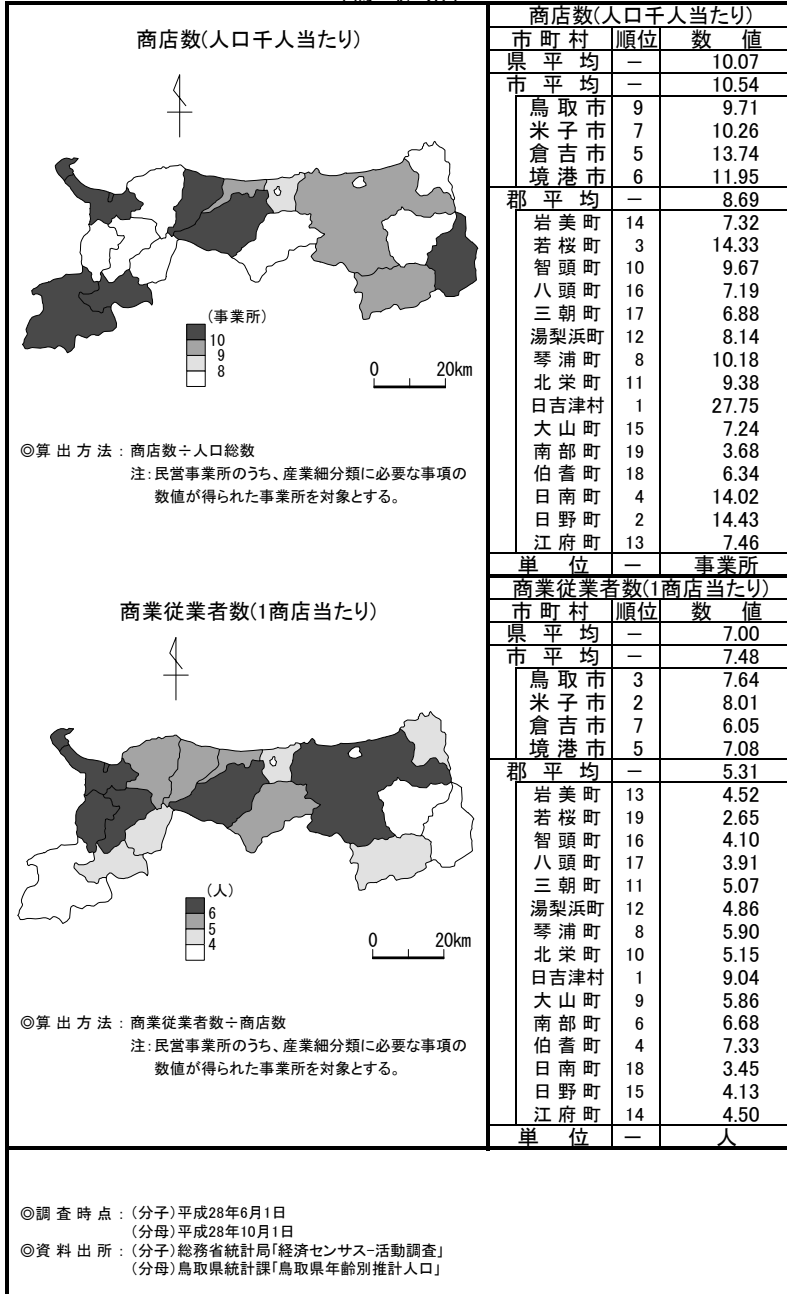 商店数(人口千人当たり)
(事業所)
10
9
8
0 20km
◎算出方法：商店数÷人口総数
注：民営事業所のうち、産業細分類に必要な事項の
数値が得られた事業所を対象とする。
商店数(人口千人当たり)
市町村 順位 数値
県平均 － 10.07
市平均 － 10.54
鳥取市 9 9.71
米子市 7 10.26
倉吉市 5 13.74
境港市 6 11.95
郡平均 － 8.69
岩美町 14 7.32
若桜町 3 14.33
智頭町 10 9.67
八頭町 16 7.19
三朝町 17 6.88
湯梨浜町 12 8.14
琴浦町 8 10.18
北栄町 11 9.38
日吉津村 1 27.75
大山町 15 7.24
南部町 19 3.68
伯耆町 18 6.34
日南町 4 14.02
日野町 2 14.43
江府町 13 7.46
単位 － 事業所
商業従業者数(1商店当たり)
(人)
6
5
4
0 20km
◎算出方法：商業従業者数÷商店数
注：民営事業所のうち、産業細分類に必要な事項の
数値が得られた事業所を対象とする。
商業従業者数(1商店当たり)
市町村 順位 数値
県平均 － 7.00
市平均 － 7.48
鳥取市 3 7.64
米子市 2 8.01
倉吉市 7 6.05
境港市 5 7.08
郡平均 － 5.31
岩美町 13 4.52
若桜町 19 2.65
智頭町 16 4.10
八頭町 17 3.91
三朝町 11 5.07
湯梨浜町 12 4.86
琴浦町 8 5.90
北栄町 10 5.15
日吉津村 1 9.04
大山町 9 5.86
南部町 6 6.68
伯耆町 4 7.33
日南町 18 3.45
日野町 15 4.13
江府町 14 4.50
単位 － 人
◎調査時点：(分子)平成28年6月1日
(分母)平成28年10月1日
◎資料出所：(分子)総務省統計局「経済センサス-活動調査」
(分母)鳥取県統計課「鳥取県年齢別推計人口」